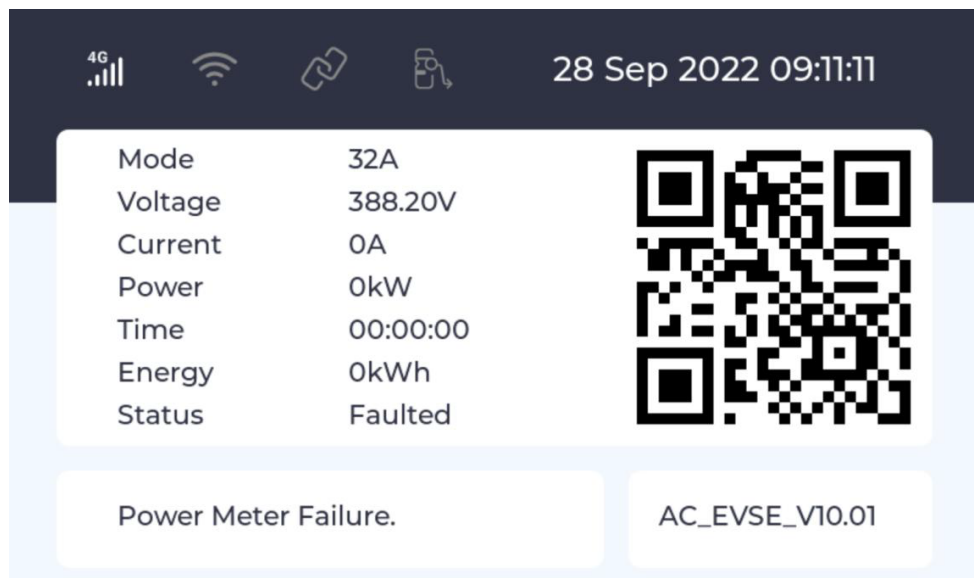 4G 28 Sep 2022 09:11:11
Mode 32A
Voltage 388.20V
Current 0A
Power 0kW
Time 00:00:00
Energy 0kWh
Status Faulted
Power Meter Failure. AC_EVSE_V10.01